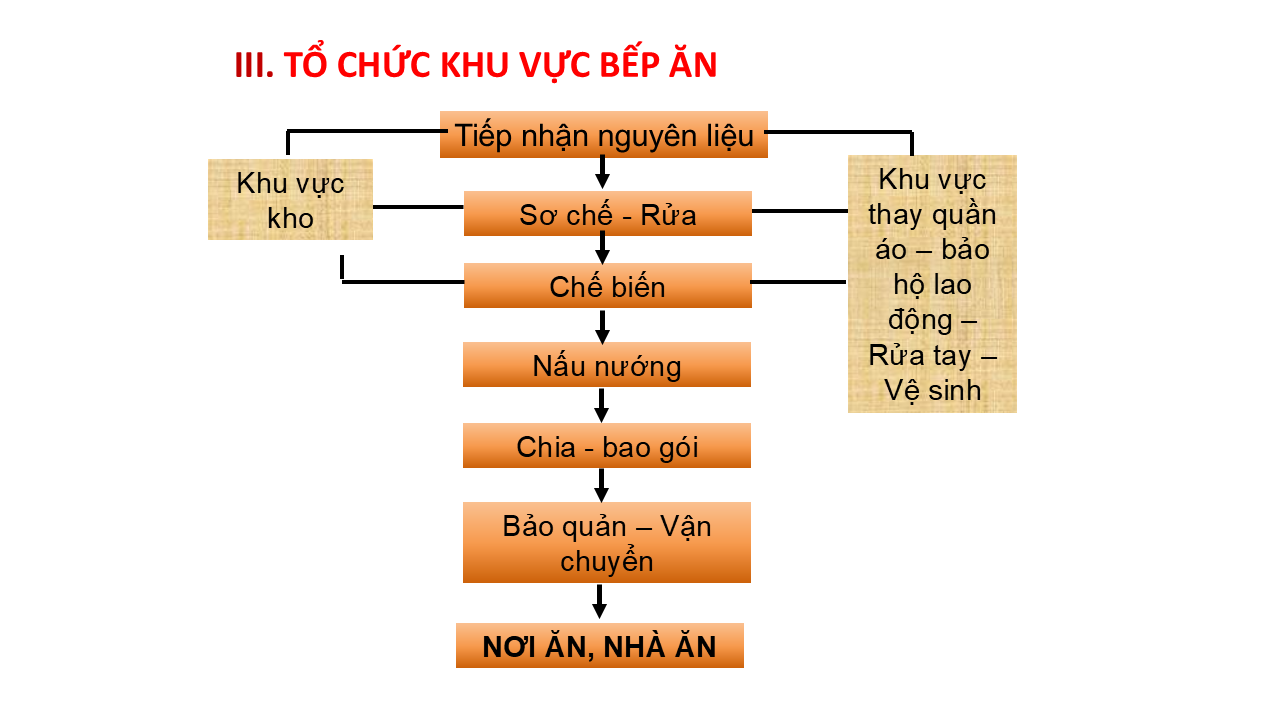 III. TỔ CHỨC KHU VỰC BẾP ĂN
Tiếp nhận nguyên liệu
Khu vực
kho
Sơ chế - Rửa
Chế biến
Nấu nướng
Chia - bao gói
Bảo quản – Vận
chuyển
NƠI ĂN, NHÀ ĂN
Khu vực
thay quần
áo – bảo
hộ lao
động –
Rửa tay –
Vệ sinh